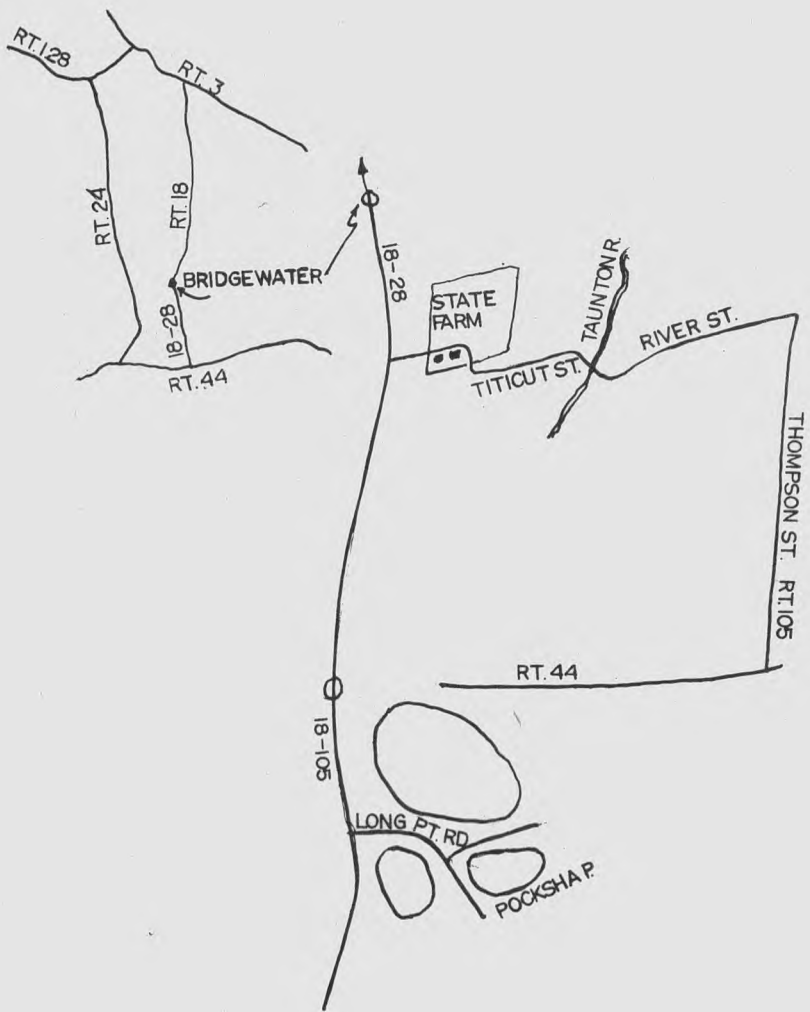 RT. 128
RT. 3
RT. 24
RT. 18
BRIDGEWATER
18-28
RT. 44
18-28
STATE
FARM
TITICUT ST.
TAUNTON R.
RIVER ST.
THOMPSON ST. RT. 105
RT. 44
18-105
LONG PT. RD
POCKSHA P.